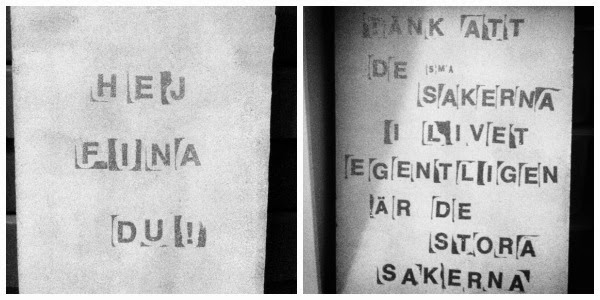 HEJ
FINA
DU!
TÄNK ATT
DE SMÅ
SAKERNA
I LIVET
EGENTLIGEN
ÄR DE
STORA
SAKERNA